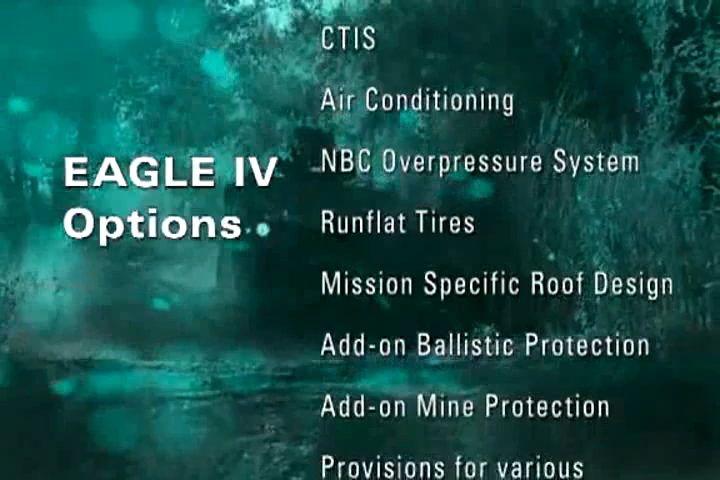 EAGLE IV
Options
CTIS
Air Conditioning
NBC Overpressure System
Runflat Tires
Mission Specific Roof Design
Add-on Ballistic Protection
Add-on Mine Protection
Provisions for various